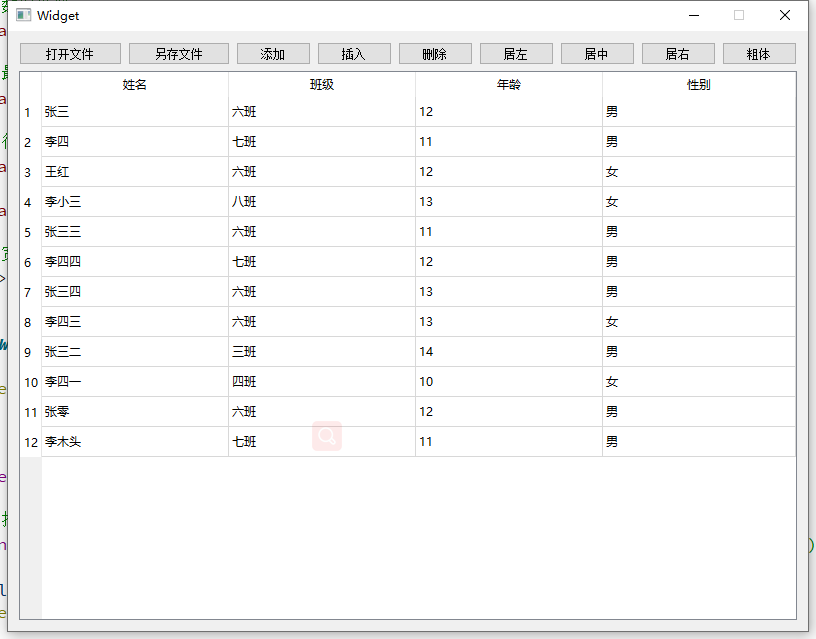 Widget
打开文件 另存文件 添加 插入 删除 居左 居中 居右 粗体
姓名 班级 年龄 性别
1 张三 六班 12 男
2 李四 七班 11 男
3 王红 六班 12 女
4 李小三 八班 13 女
5 张三三 六班 11 男
6 李四四 七班 12 男
7 张三四 六班 13 男
8 李四三 六班 13 女
9 张三二 三班 14 男
10 李四一 四班 10 女
11 张零 六班 12 男
12 李木头 七班 11 男